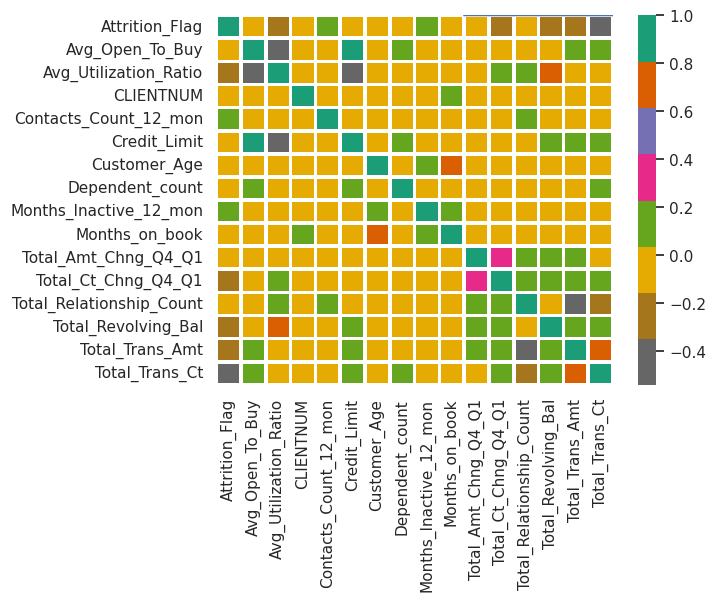 Attrition_Flag
Avg_Open_To_Buy
Avg_Utilization_Ratio
CLIENTNUM
Contacts_Count_12_mon
Credit_Limit
Customer_Age
Dependent_count
Months_Inactive_12_mon
Months_on_book
Total_Amt_Chng_Q4_Q1
Total_Ct_Chng_Q4_Q1
Total_Relationship_Count
Total_Revolving_Bal
Total_Trans_Amt
Total_Trans_Ct
Attrition_Flag
Avg_Open_To_Buy
Avg_Utilization_Ratio
CLIENTNUM
Contacts_Count_12_mon
Credit_Limit
Customer_Age
Dependent_count
Months_Inactive_12_mon
Months_on_book
Total_Amt_Chng_Q4_Q1
Total_Ct_Chng_Q4_Q1
Total_Relationship_Count
Total_Revolving_Bal
Total_Trans_Amt
Total_Trans_Ct
1.0
0.8
0.6
0.4
0.2
0.0
−0.2
−0.4